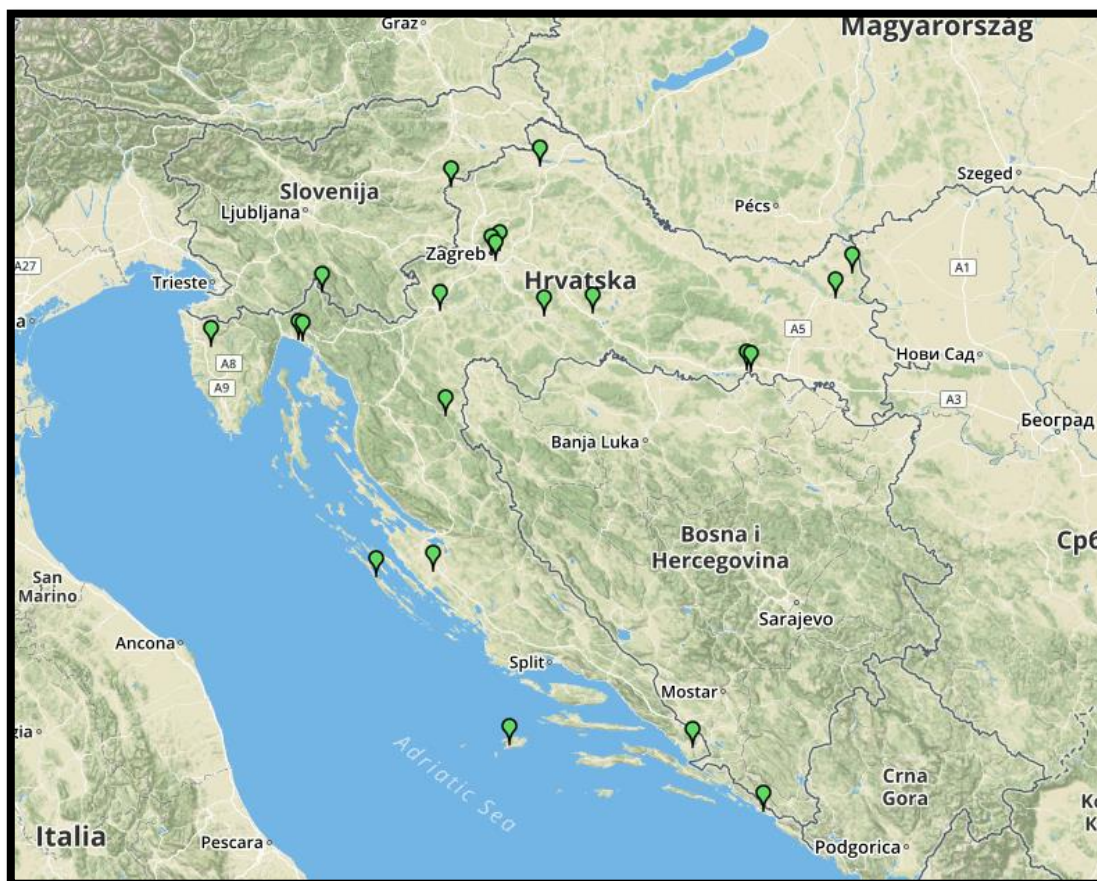 Graz
Magyarország
Szeged
Slovenija
Ljubljana
Pécs
Zagreb
A27
Trieste
Hrvatska
A1
A5
Нови Сад
A8
A9
A3
Београд
Banja Luka
Bosna i
Hercegovina
San
Marino
Sarajevo
Ancona
Split
Mostar
Adriatic Sea
Crna
Gora
Italia
Pescara
Podgorica